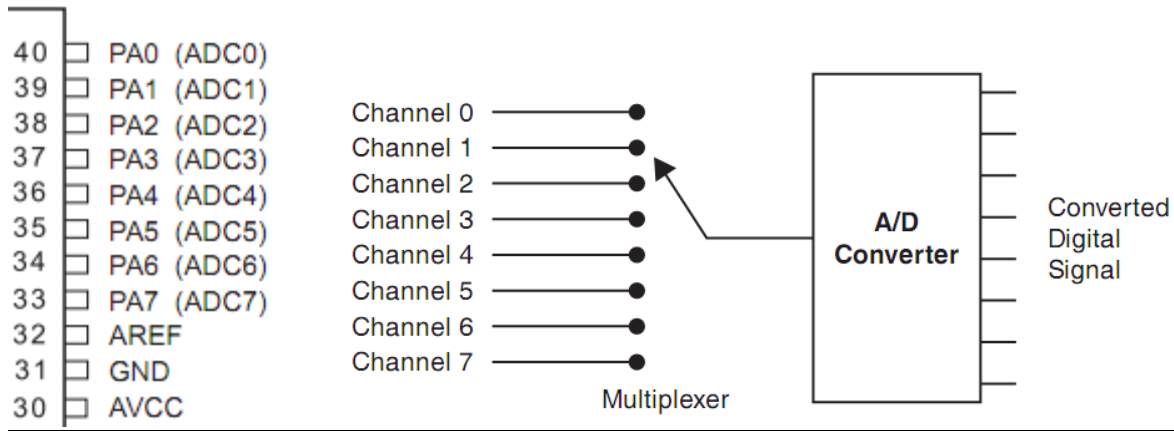 40 PA0 (ADC0)
39 PA1 (ADC1)
38 PA2 (ADC2)
37 PA3 (ADC3)
36 PA4 (ADC4)
35 PA5 (ADC5)
34 PA6 (ADC6)
33 PA7 (ADC7)
32 AREF
31 GND
30 AVCC
Channel 0
Channel 1
Channel 2
Channel 3
Channel 4
Channel 5
Channel 6
Channel 7
Multiplexer
A/D
Converter
Converted
Digital
Signal